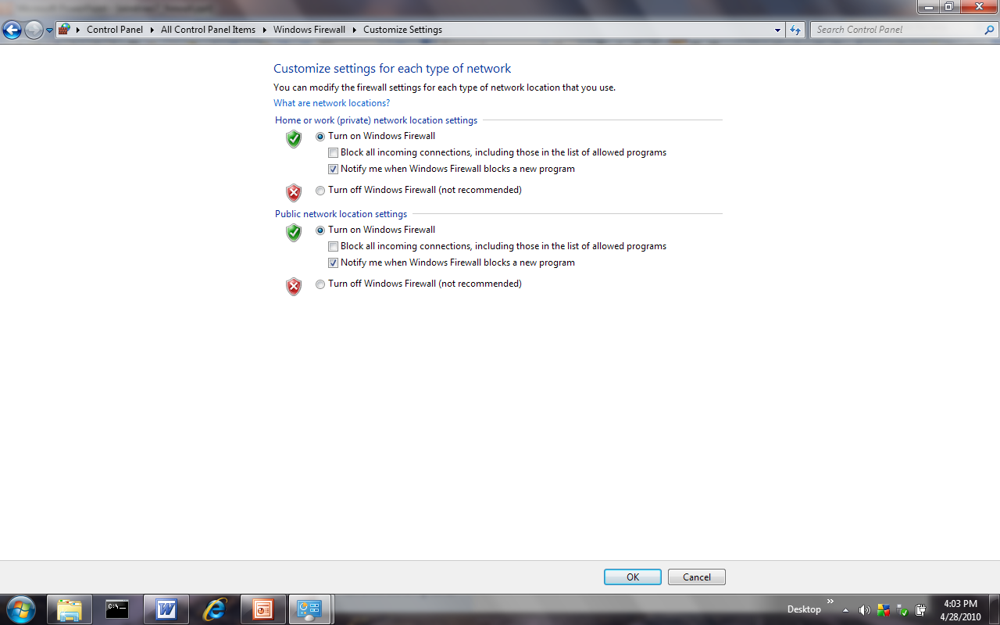 Control Panel
All Control Panel Items
Windows Firewall
Customize Settings
Search Control Panel
Customize settings for each type of network
You can modify the firewall settings for each type of network location that you use.
What are network locations?
Home or work (private) network location settings
Turn on Windows Firewall
Block all incoming connections, including those in the list of allowed programs
Notify me when Windows Firewall blocks a new program
Turn off Windows Firewall (not recommended)
Public network location settings
Turn on Windows Firewall
Block all incoming connections, including those in the list of allowed programs
Notify me when Windows Firewall blocks a new program
Turn off Windows Firewall (not recommended)
OK
Cancel
Desktop
4:03 PM
4/28/2010